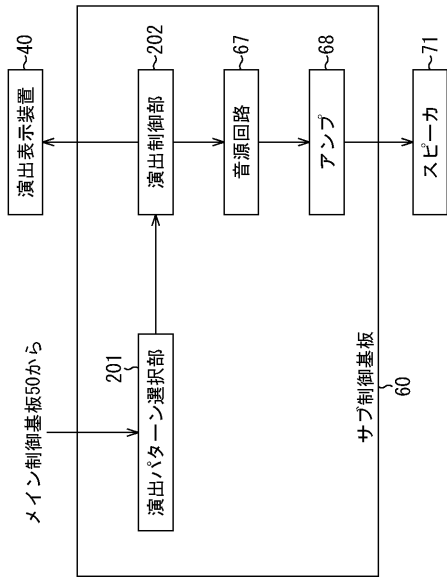 メイン制御基板50から
201
演出パターン選択部
サブ制御基板
60
演出表示装置
40
演出制御部
202
音源回路
67
アンプ
68
スピーカ
71